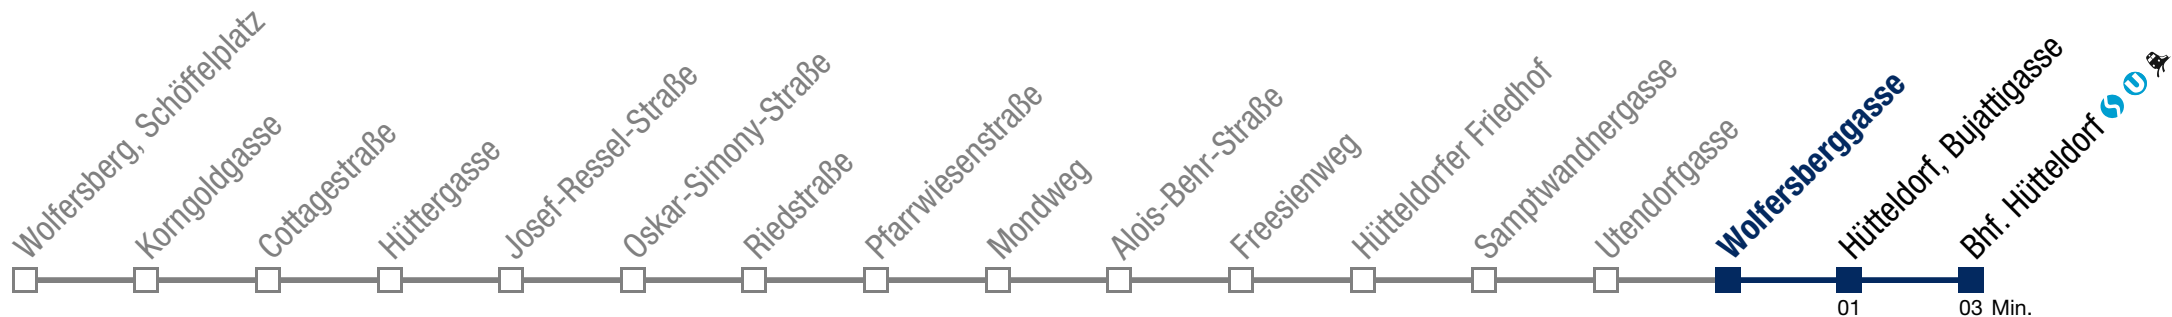 Wolfersberg, Schöffelplatz
Korngoldgasse
Cottagestraße
Hüttergasse
Josef-Ressel-Straße
Oskar-Simony-Straße
Riedstraße
Pfarrwiesenstraße
Mondweg
Alois-Behr-Straße
Freesienweg
Hütteldorfer Friedhof
Samptwandnergasse
Utendorfgasse
Wolfersberggasse
Hütteldorf, Bujattigasse
Bhf. Hütteldorf S U
01
03 Min.